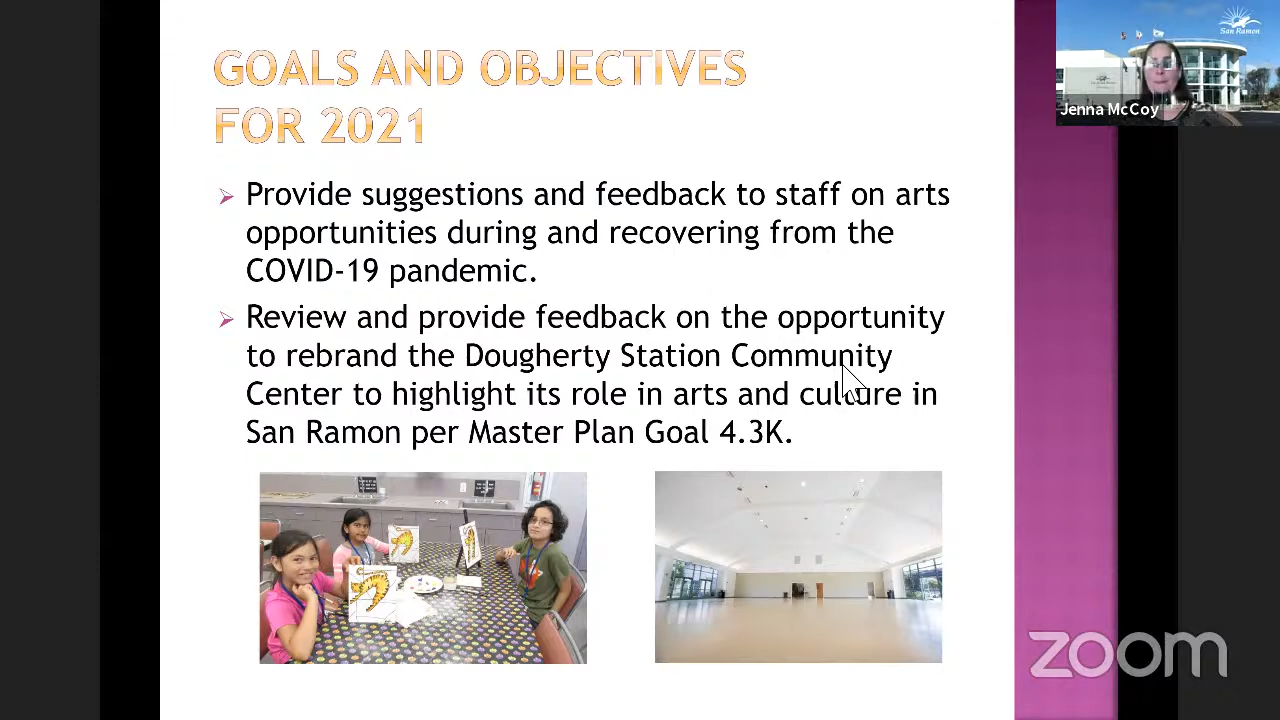 GOALS AND OBJECTIVES
FOR 2021
San Ramon
Jenna McCoy
Provide suggestions and feedback to staff on arts
opportunities during and recovering from the
COVID-19 pandemic.
Review and provide feedback on the opportunity
to rebrand the Dougherty Station Community
Center to highlight its role in arts and culture in
San Ramon per Master Plan Goal 4.3K.
zoom